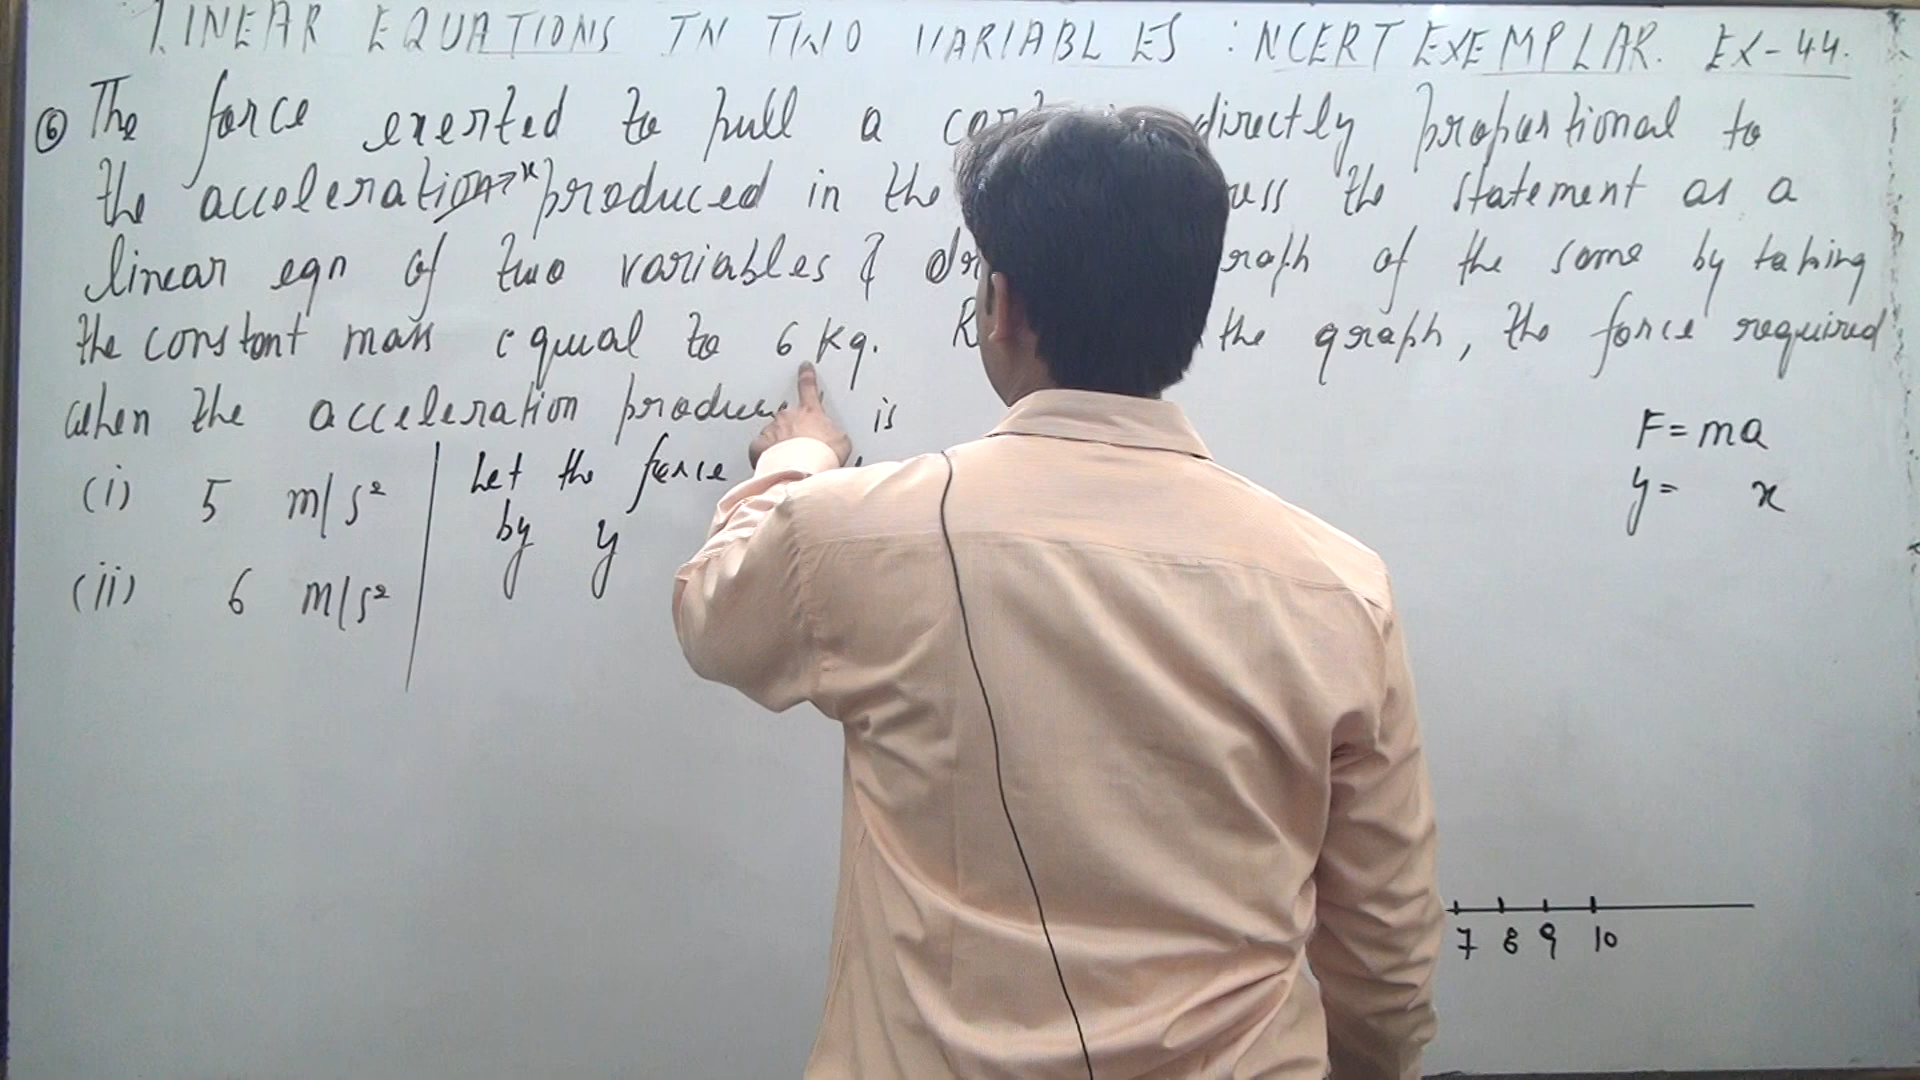 LINEAR EQUATIONS IN TWO VARIABLES : NCERT EXEMPLAR. EX-4.4.
⑥ The force exerted to pull a directly proportional to
the acceleration→x produced in the the statement as a
linear eqn of two variables & of the same by taking
the constant mass equal to 6 kg. the graph, the force required
when the acceleration is
(i) 5 m/s²
(ii) 6 m/s²
Let the force
by y
F = ma
y = x
7 8 9 10